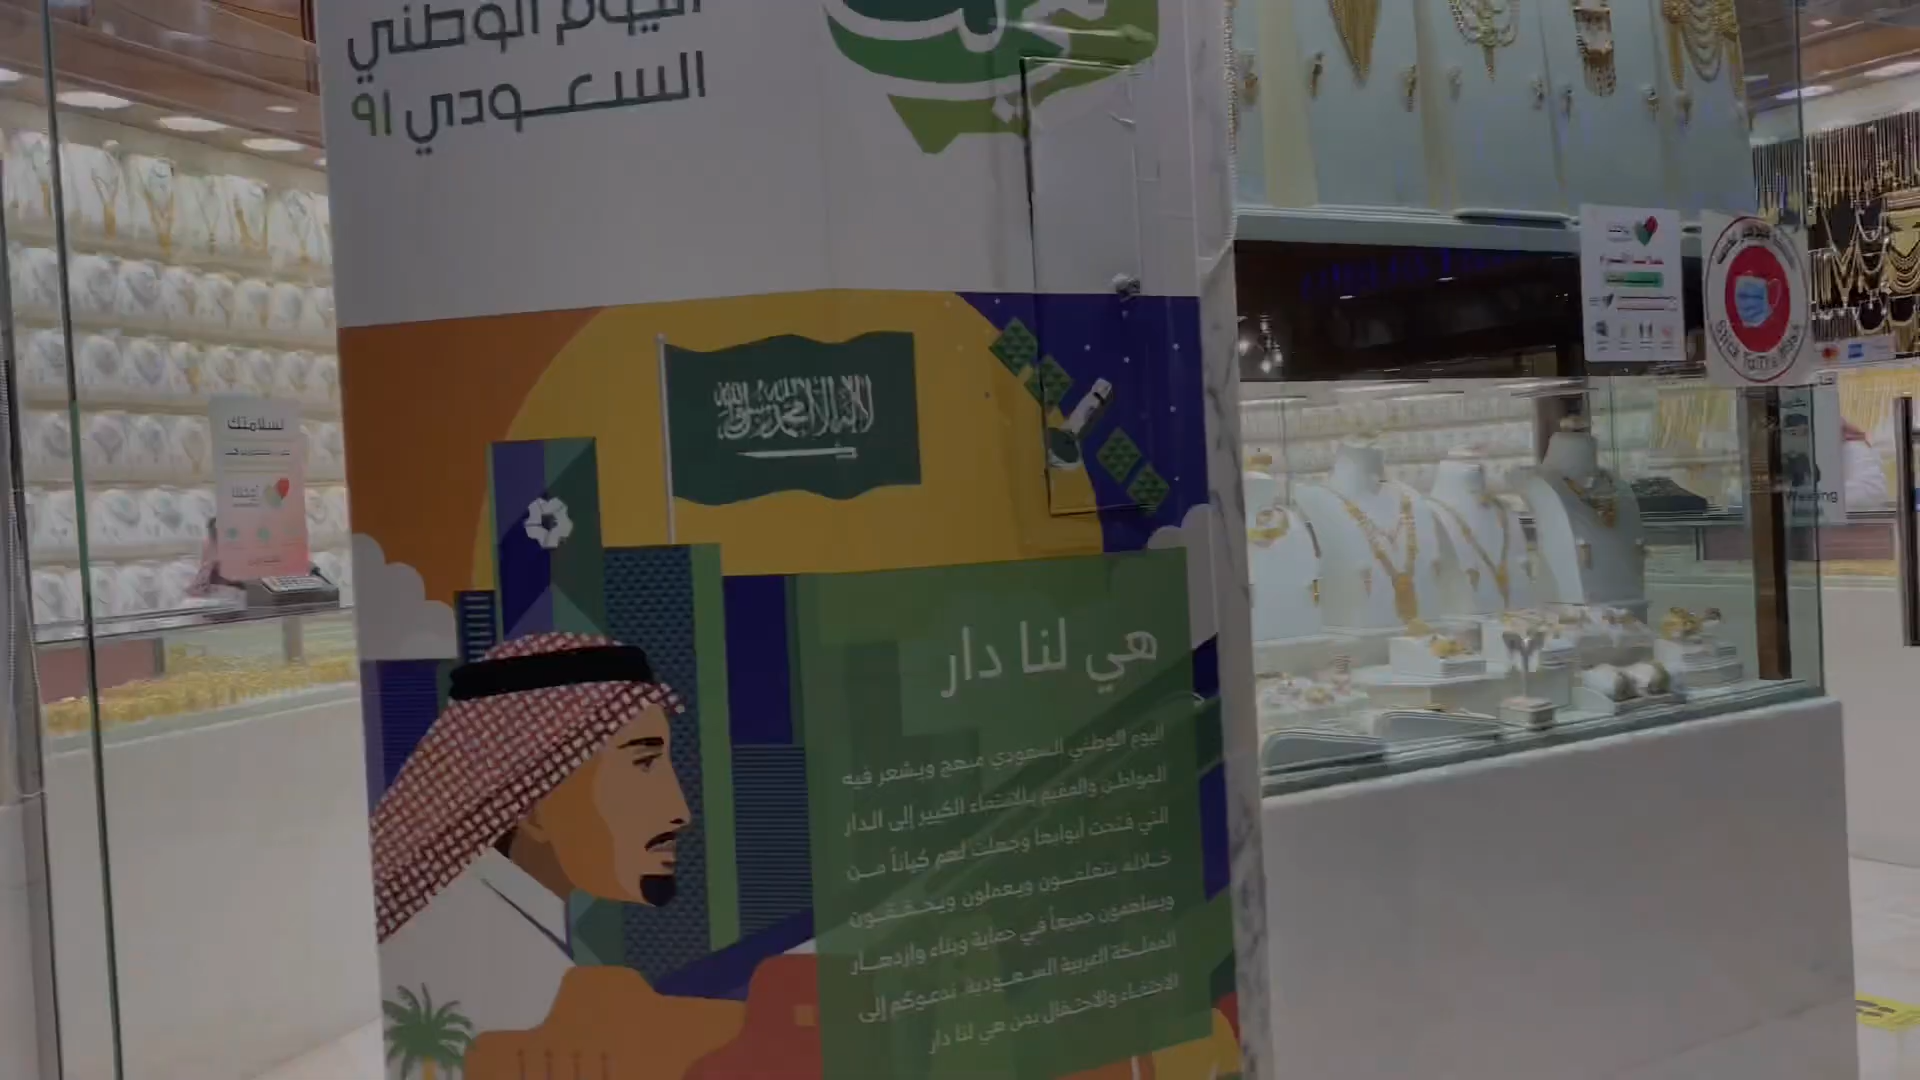 اليوم الوطني
السعودي ٩١
لا إله إلا الله محمد رسول الله
هي لنا دار
اليوم الوطني السعودي منهج ويشعر فيه
المواطن والمقيم بالانتماء الكبير إلى الدار
التي فتحت أبوابها وجعلت لهم كياناً من
خلاله يتعلمون ويعملون ويحققون
ويساهمون جميعاً في حماية وبناء وازدهار
المملكة العربية السعودية. ندعوكم إلى
الاحتفاء والاحتفال بمن هي لنا دار
لسلامتك
Wearing